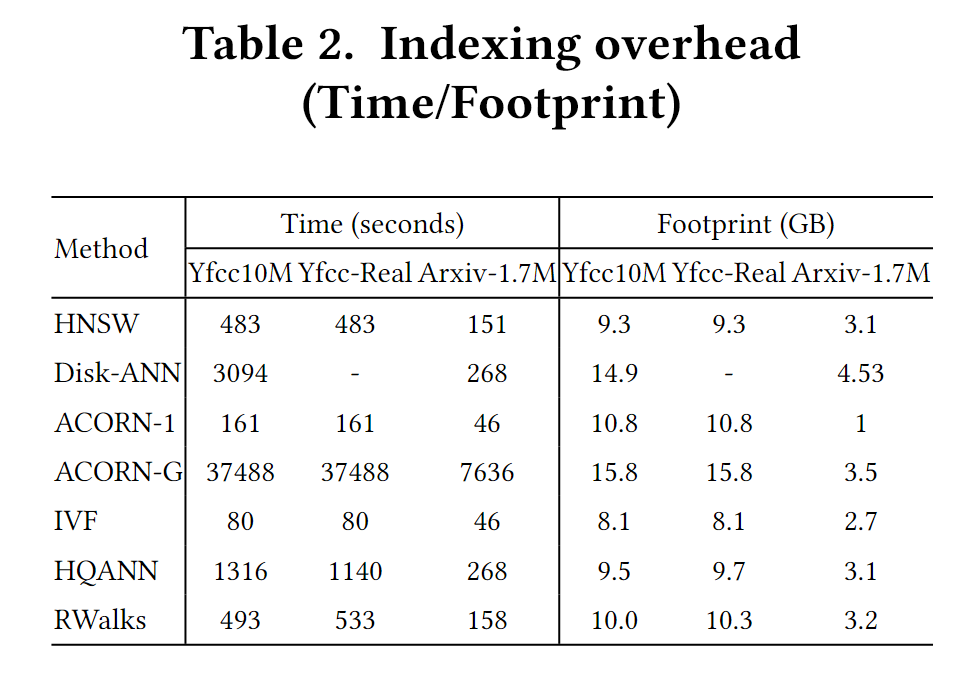 Table 2. Indexing overhead
(Time/Footprint)
Method Time (seconds) Footprint (GB)
Yfcc10M Yfcc-Real Arxiv-1.7M Yfcc10M Yfcc-Real Arxiv-1.7M
HNSW 483 483 151 9.3 9.3 3.1
Disk-ANN 3094 - 268 14.9 - 4.53
ACORN-1 161 161 46 10.8 10.8 1
ACORN-G 37488 37488 7636 15.8 15.8 3.5
IVF 80 80 46 8.1 8.1 2.7
HQANN 1316 1140 268 9.5 9.7 3.1
RWalks 493 533 158 10.0 10.3 3.2